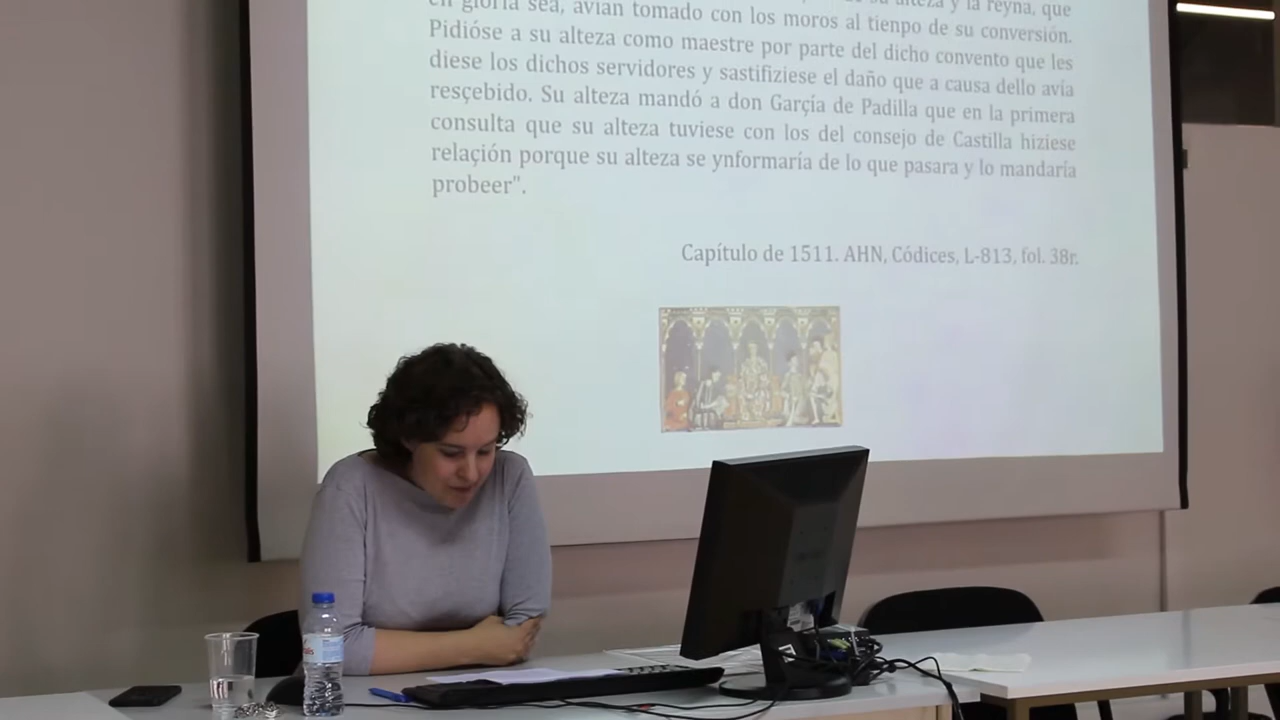 en gloria sea, avían tomado con los moros al tiempo de su conversión.
Pidióse a su alteza como maestre por parte del dicho convento que les
diese los dichos servidores y sastifiziese el daño que a causa dello avía
resçebido. Su alteza mandó a don Garçía de Padilla que en la primera
consulta que su alteza tuviese con los del consejo de Castilla hiziese
relaçión porque su alteza se ynformaría de lo que pasara y lo mandaría
probeer".
Capítulo de 1511. AHN, Códices, L-813, fol. 38r.